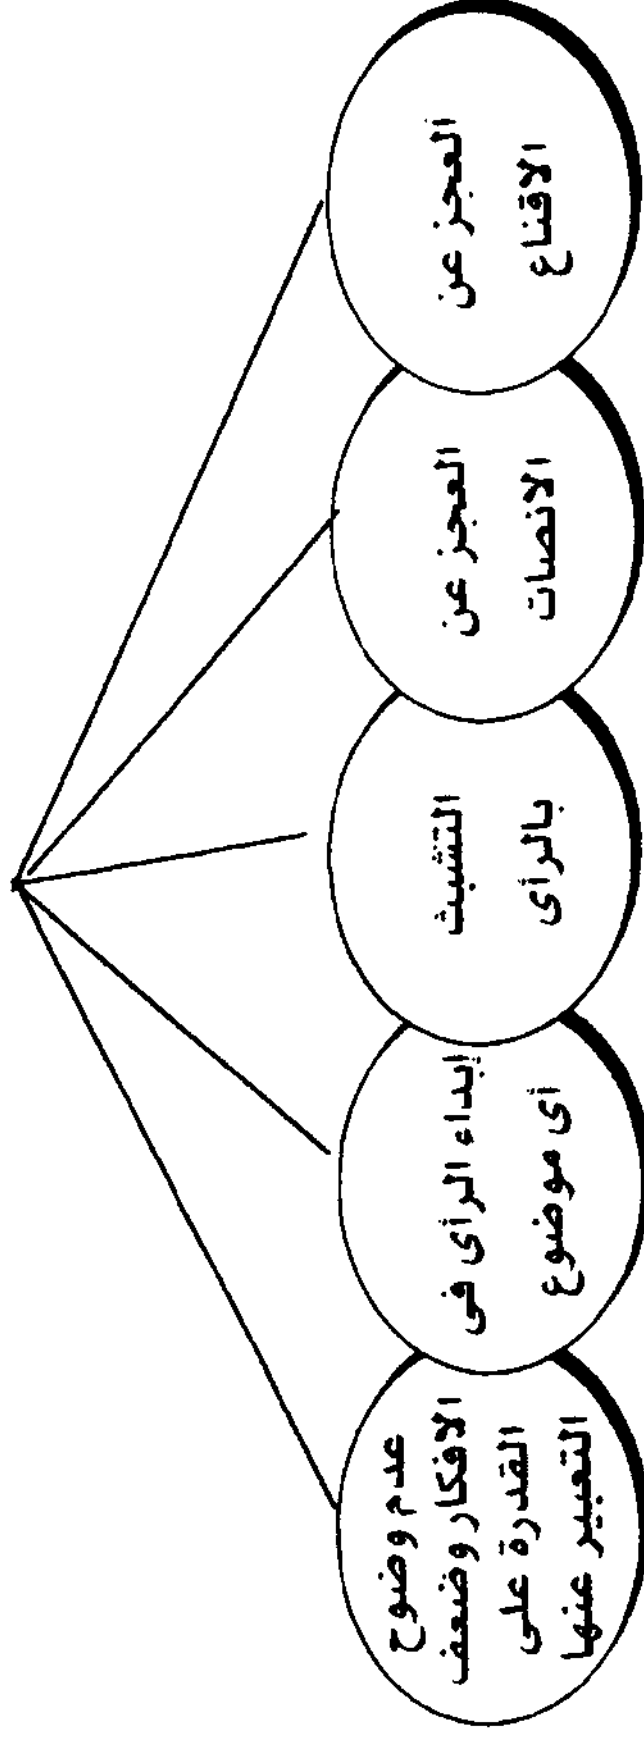 العجز عن
الاقناع
العجز عن
الانصات
التشبث
بالرأى
إبداء الرأى فى
أى موضوع
عدم وضوح
الافكار وضعف
القدرة على
التعبير عنها